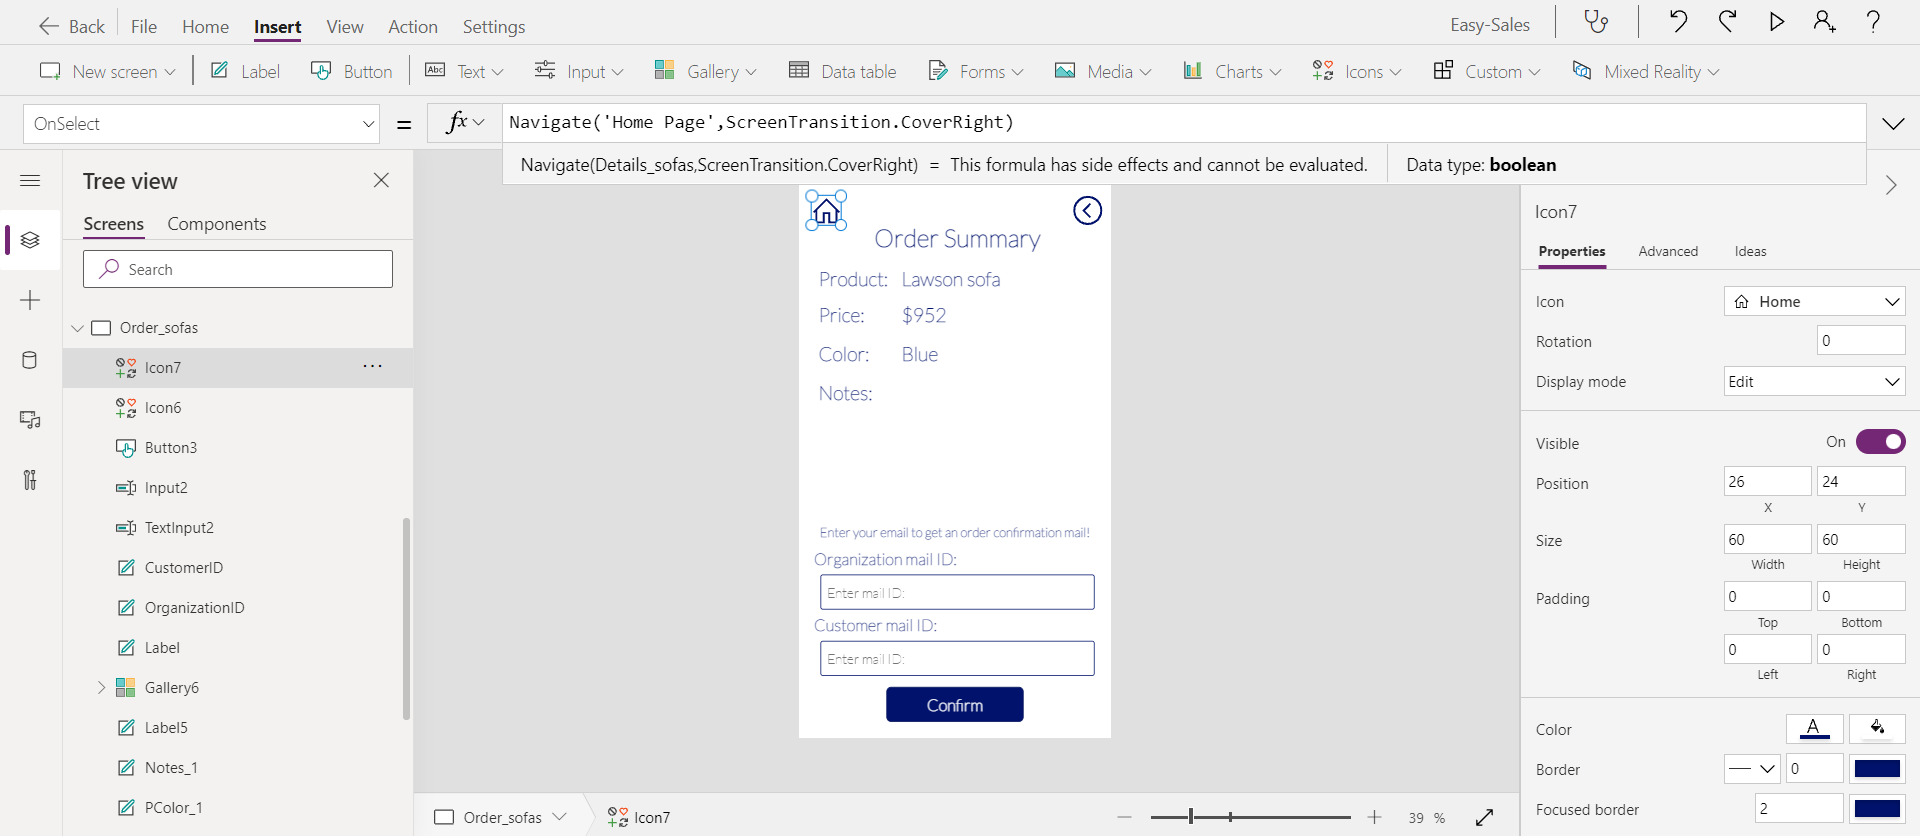 Back File Home Insert View Action Settings Easy-Sales ?
New screen Label Button Abc Text Input Gallery Data table Forms Media Charts Icons Custom Mixed Reality
OnSelect = fx Navigate('Home Page',ScreenTransition.CoverRight)
Navigate(Details_sofas,ScreenTransition.CoverRight) = This formula has side effects and cannot be evaluated. Data type: boolean
Tree view
Screens Components
Search
Order_sofas
Icon7 ...
Icon6
Button3
Input2
TextInput2
CustomerID
OrganizationID
Label
Gallery6
Label5
Notes_1
PColor_1
Order Summary
Product: Lawson sofa
Price: $952
Color: Blue
Notes:
Enter your email to get an order confirmation mail!
Organization mail ID:
Enter mail ID:
Customer mail ID:
Enter mail ID:
Confirm
Order_sofas Icon7 39 %
Icon7
Properties Advanced Ideas
Icon Home
Rotation 0
Display mode Edit
Visible On
Position 26 24
X Y
Size 60 60
Width Height
Padding 0 0
Top Bottom
0 0
Left Right
Color A
Border 0
Focused border 2